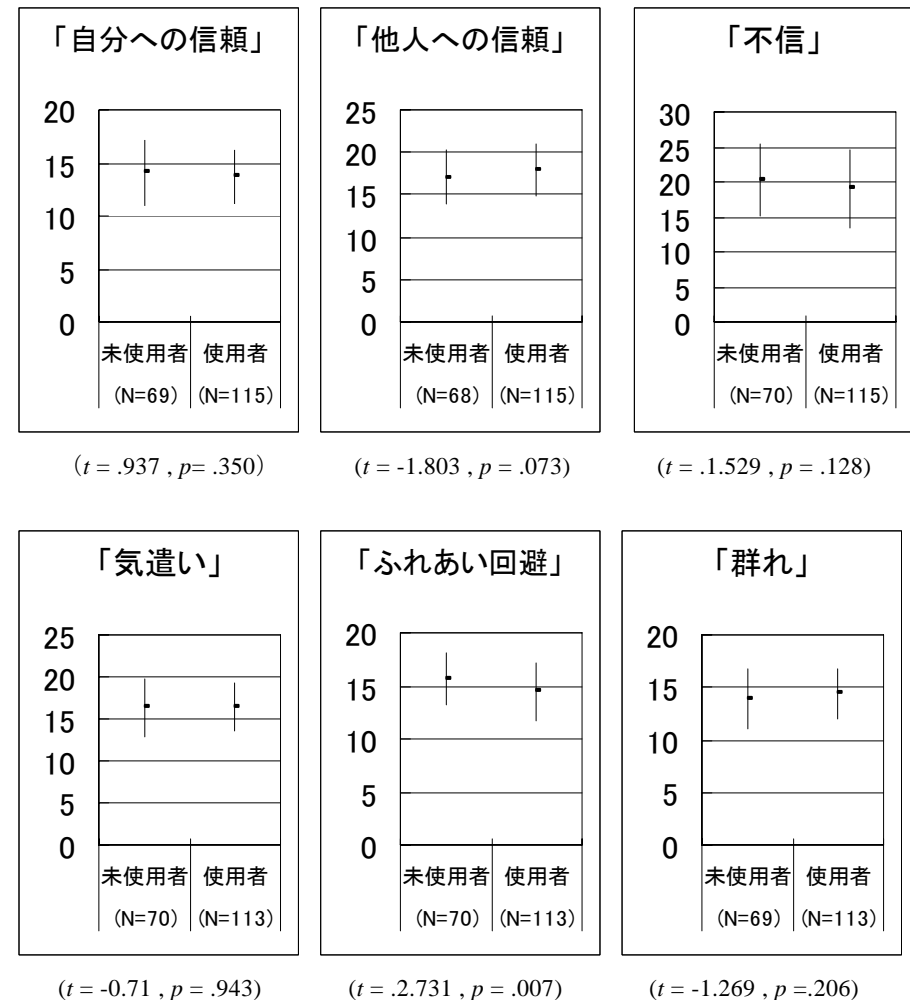 「自分への信頼」
20
15
10
5
0
未使用者 使用者
(N=69) (N=115)
(t = .937 , p= .350)
「他人への信頼」
25
20
15
10
5
0
未使用者 使用者
(N=68) (N=115)
(t = -1.803 , p = .073)
「不信」
30
25
20
15
10
5
0
未使用者 使用者
(N=70) (N=115)
(t = .1.529 , p = .128)
「気遣い」
25
20
15
10
5
0
未使用者 使用者
(N=70) (N=113)
(t = -0.71 , p = .943)
「ふれあい回避」
20
15
10
5
0
未使用者 使用者
(N=70) (N=113)
(t = .2.731 , p = .007)
「群れ」
20
15
10
5
0
未使用者 使用者
(N=69) (N=113)
(t = -1.269 , p =.206)